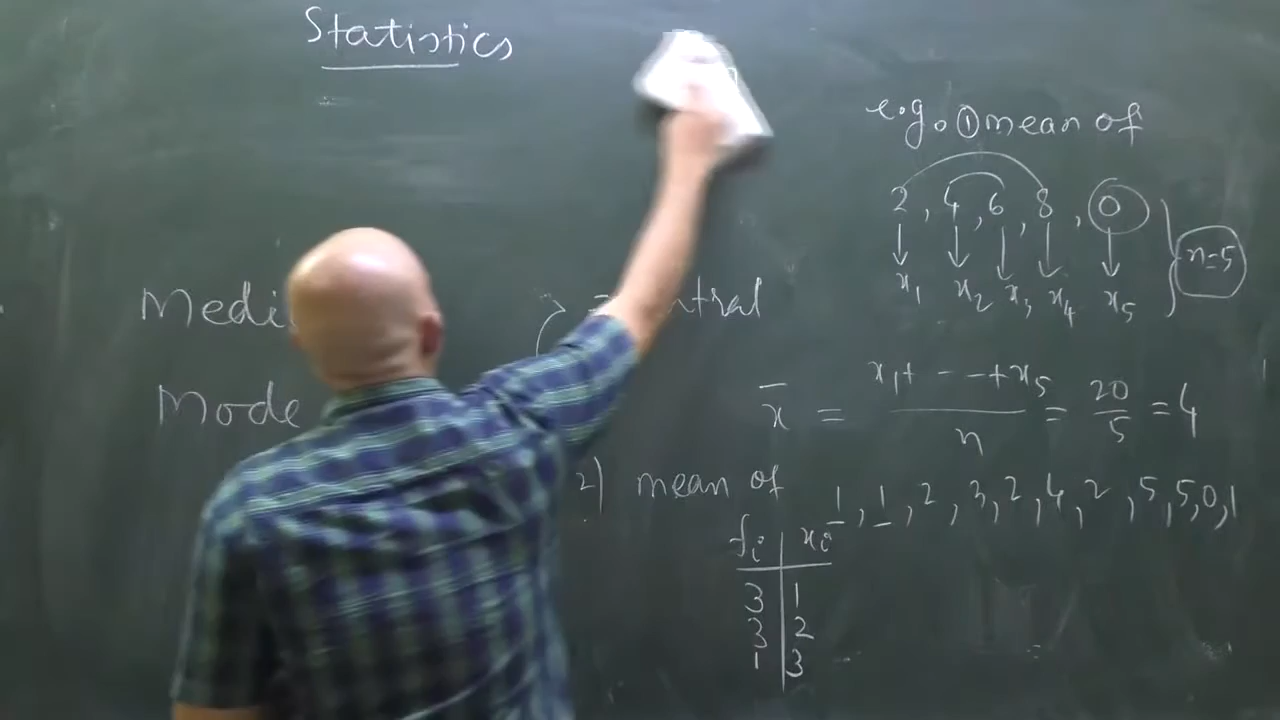 Statistics
e.g. ① mean of
2, 4, 6, 8, 0
n=5
x₁ x₂ x₃ x₄ x₅
Medi
ntral
Mode
x̄ = x₁+ - - +x₅ / n = 20/5 = 4
2) mean of 1, 1, 2, 3, 2, 4, 2, 5, 5, 0, 1
fᵢ | xᵢ
3 | 1
3 | 2
1 | 3